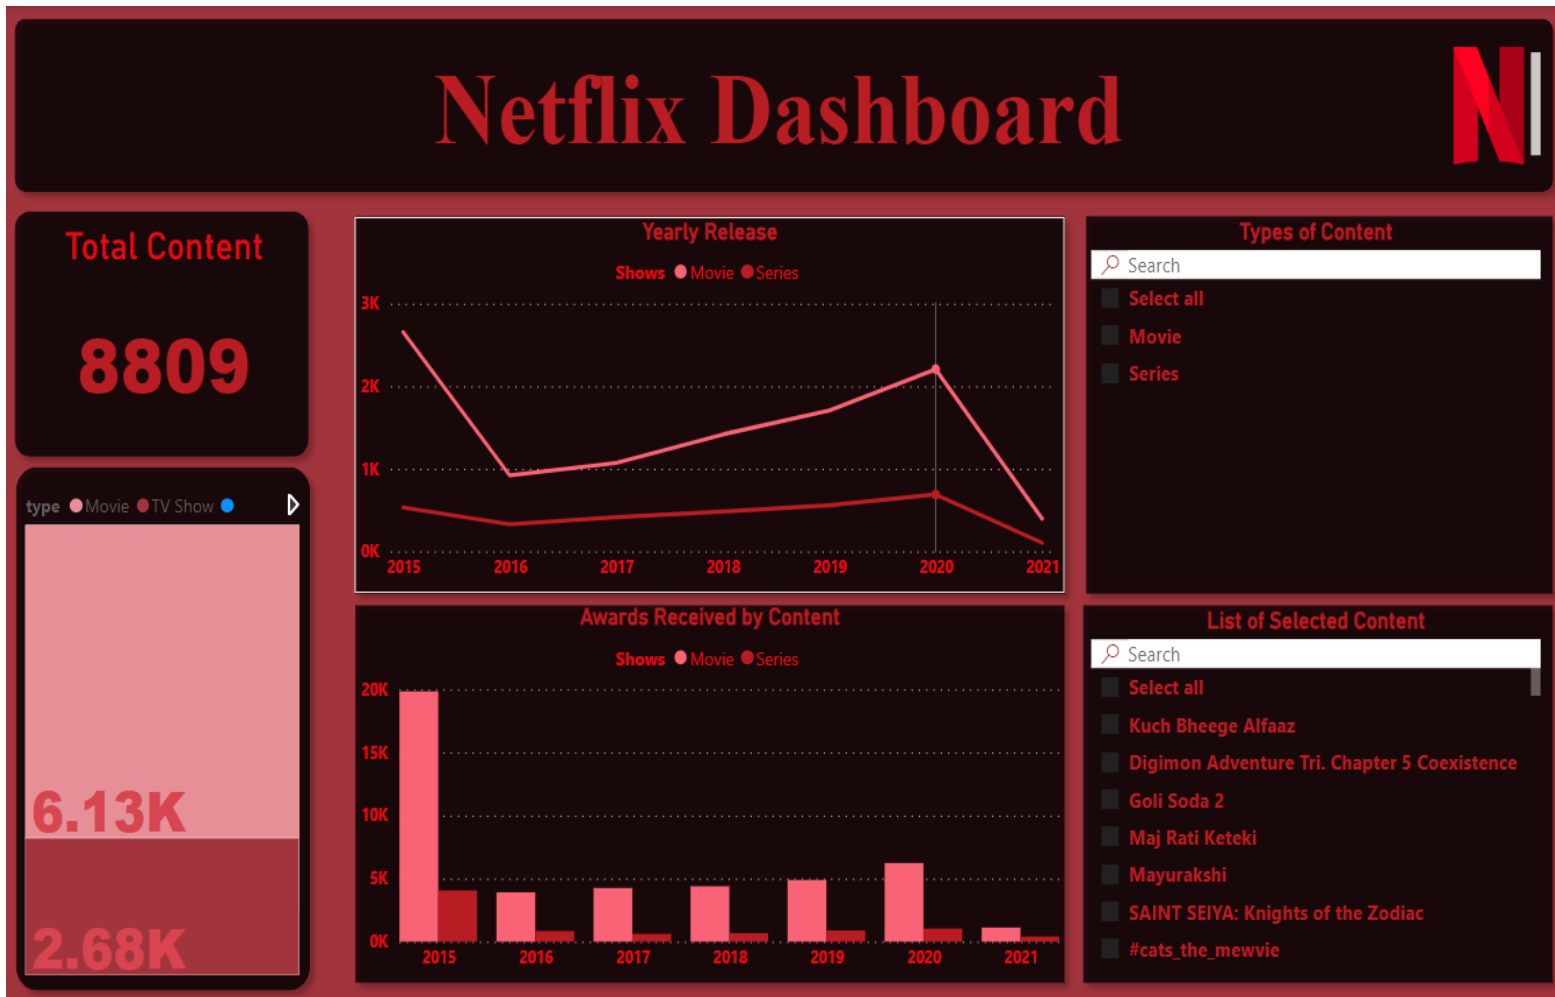 Netflix Dashboard
N
Total Content
8809
type Movie TV Show
6.13K
2.68K
Yearly Release
Shows Movie Series
3K
2K
1K
0K
2015 2016 2017 2018 2019 2020 2021
Awards Received by Content
Shows Movie Series
20K
15K
10K
5K
0K
2015 2016 2017 2018 2019 2020 2021
Types of Content
Search
Select all
Movie
Series
List of Selected Content
Search
Select all
Kuch Bheege Alfaaz
Digimon Adventure Tri. Chapter 5 Coexistence
Goli Soda 2
Maj Rati Keteki
Mayurakshi
SAINT SEIYA: Knights of the Zodiac
#cats_the_mewvie